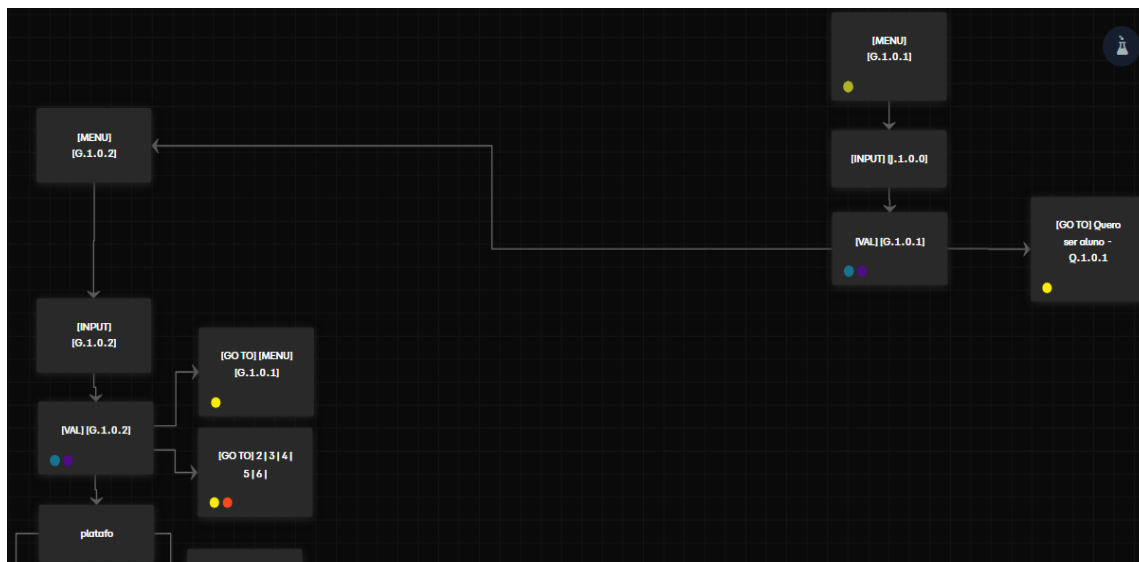 [MENU]
[G.1.0.1]
[MENU]
[G.1.0.2]
[INPUT] [J.1.0.0]
[VAL] [G.1.0.1]
[GO TO] Quero
ser aluno -
Q.1.0.1
[INPUT]
[G.1.0.2]
[GO TO] [MENU]
[G.1.0.1]
[VAL] [G.1.0.2]
[GO TO] 2 | 3 | 4 |
5 | 6 |
platafo